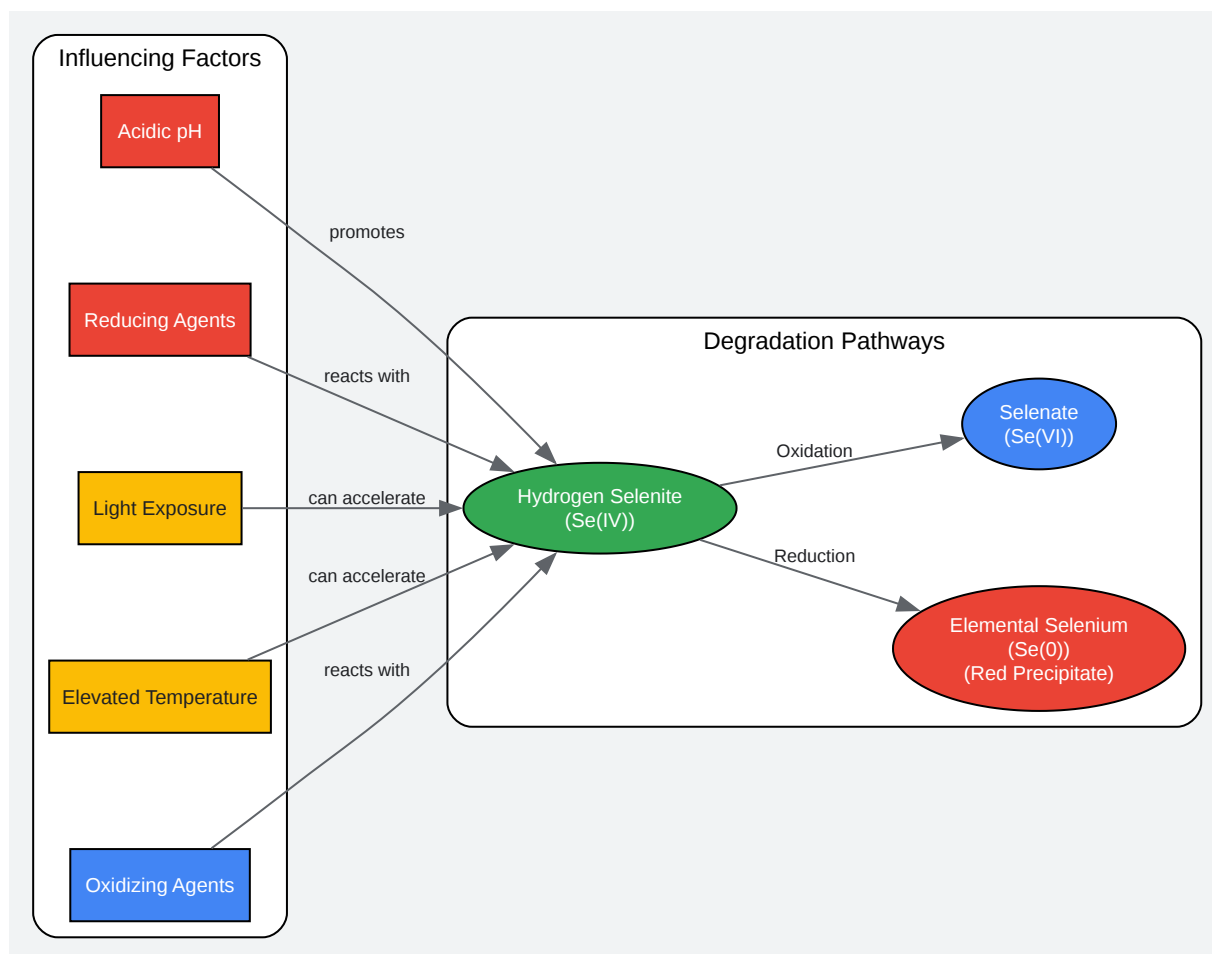 Influencing Factors
Acidic pH
promotes
Reducing Agents
reacts with
Light Exposure
can accelerate
Elevated Temperature
can accelerate
Oxidizing Agents
reacts with
Degradation Pathways
Hydrogen Selenite
(Se(IV))
Oxidation
Selenate
(Se(VI))
Reduction
Elemental Selenium
(Se(0))
(Red Precipitate)